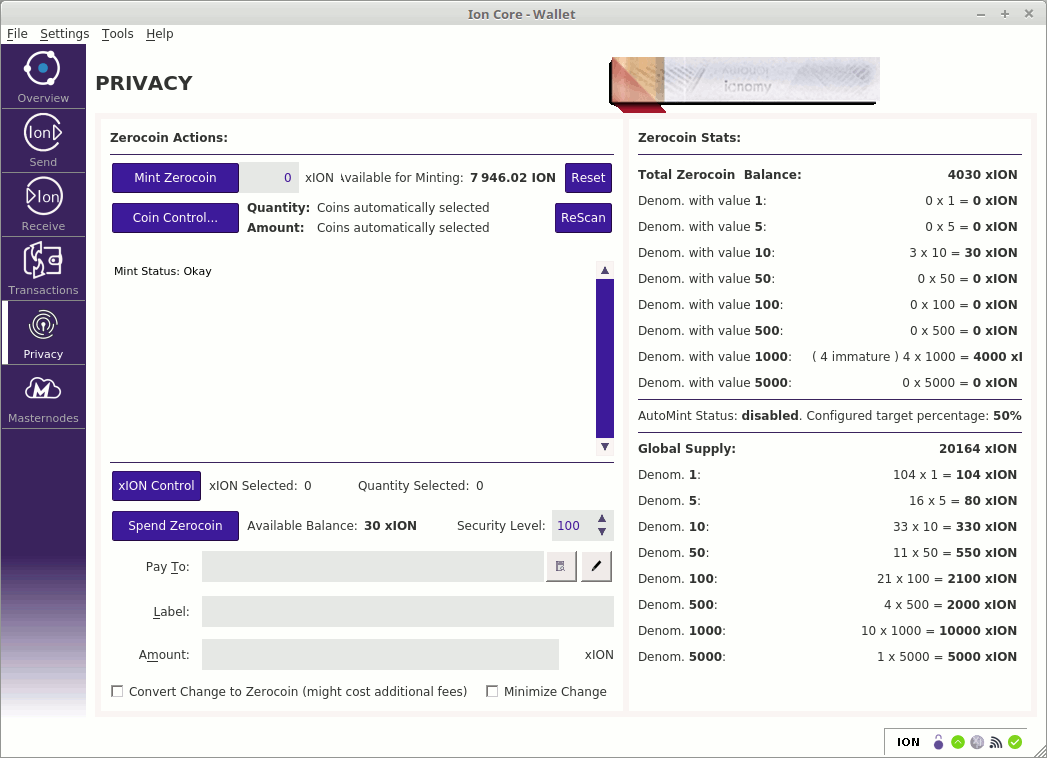 Ion Core - Wallet
File Settings Tools Help
Overview
Ion
Send
Ion
Receive
Transactions
Privacy
Masternodes
PRIVACY
ionomy
Zerocoin Actions:
Mint Zerocoin 0 xION Available for Minting: 7 946.02 ION Reset
Coin Control... Quantity: Coins automatically selected ReScan
Amount: Coins automatically selected
Mint Status: Okay
xION Control xION Selected: 0 Quantity Selected: 0
Spend Zerocoin Available Balance: 30 xION Security Level: 100
Pay To:
Label:
Amount: xION
Convert Change to Zerocoin (might cost additional fees) Minimize Change
Zerocoin Stats:
Total Zerocoin Balance: 4030 xION
Denom. with value 1: 0 x 1 = 0 xION
Denom. with value 5: 0 x 5 = 0 xION
Denom. with value 10: 3 x 10 = 30 xION
Denom. with value 50: 0 x 50 = 0 xION
Denom. with value 100: 0 x 100 = 0 xION
Denom. with value 500: 0 x 500 = 0 xION
Denom. with value 1000: ( 4 immature ) 4 x 1000 = 4000 xI
Denom. with value 5000: 0 x 5000 = 0 xION
AutoMint Status: disabled. Configured target percentage: 50%
Global Supply: 20164 xION
Denom. 1: 104 x 1 = 104 xION
Denom. 5: 16 x 5 = 80 xION
Denom. 10: 33 x 10 = 330 xION
Denom. 50: 11 x 50 = 550 xION
Denom. 100: 21 x 100 = 2100 xION
Denom. 500: 4 x 500 = 2000 xION
Denom. 1000: 10 x 1000 = 10000 xION
Denom. 5000: 1 x 5000 = 5000 xION
ION